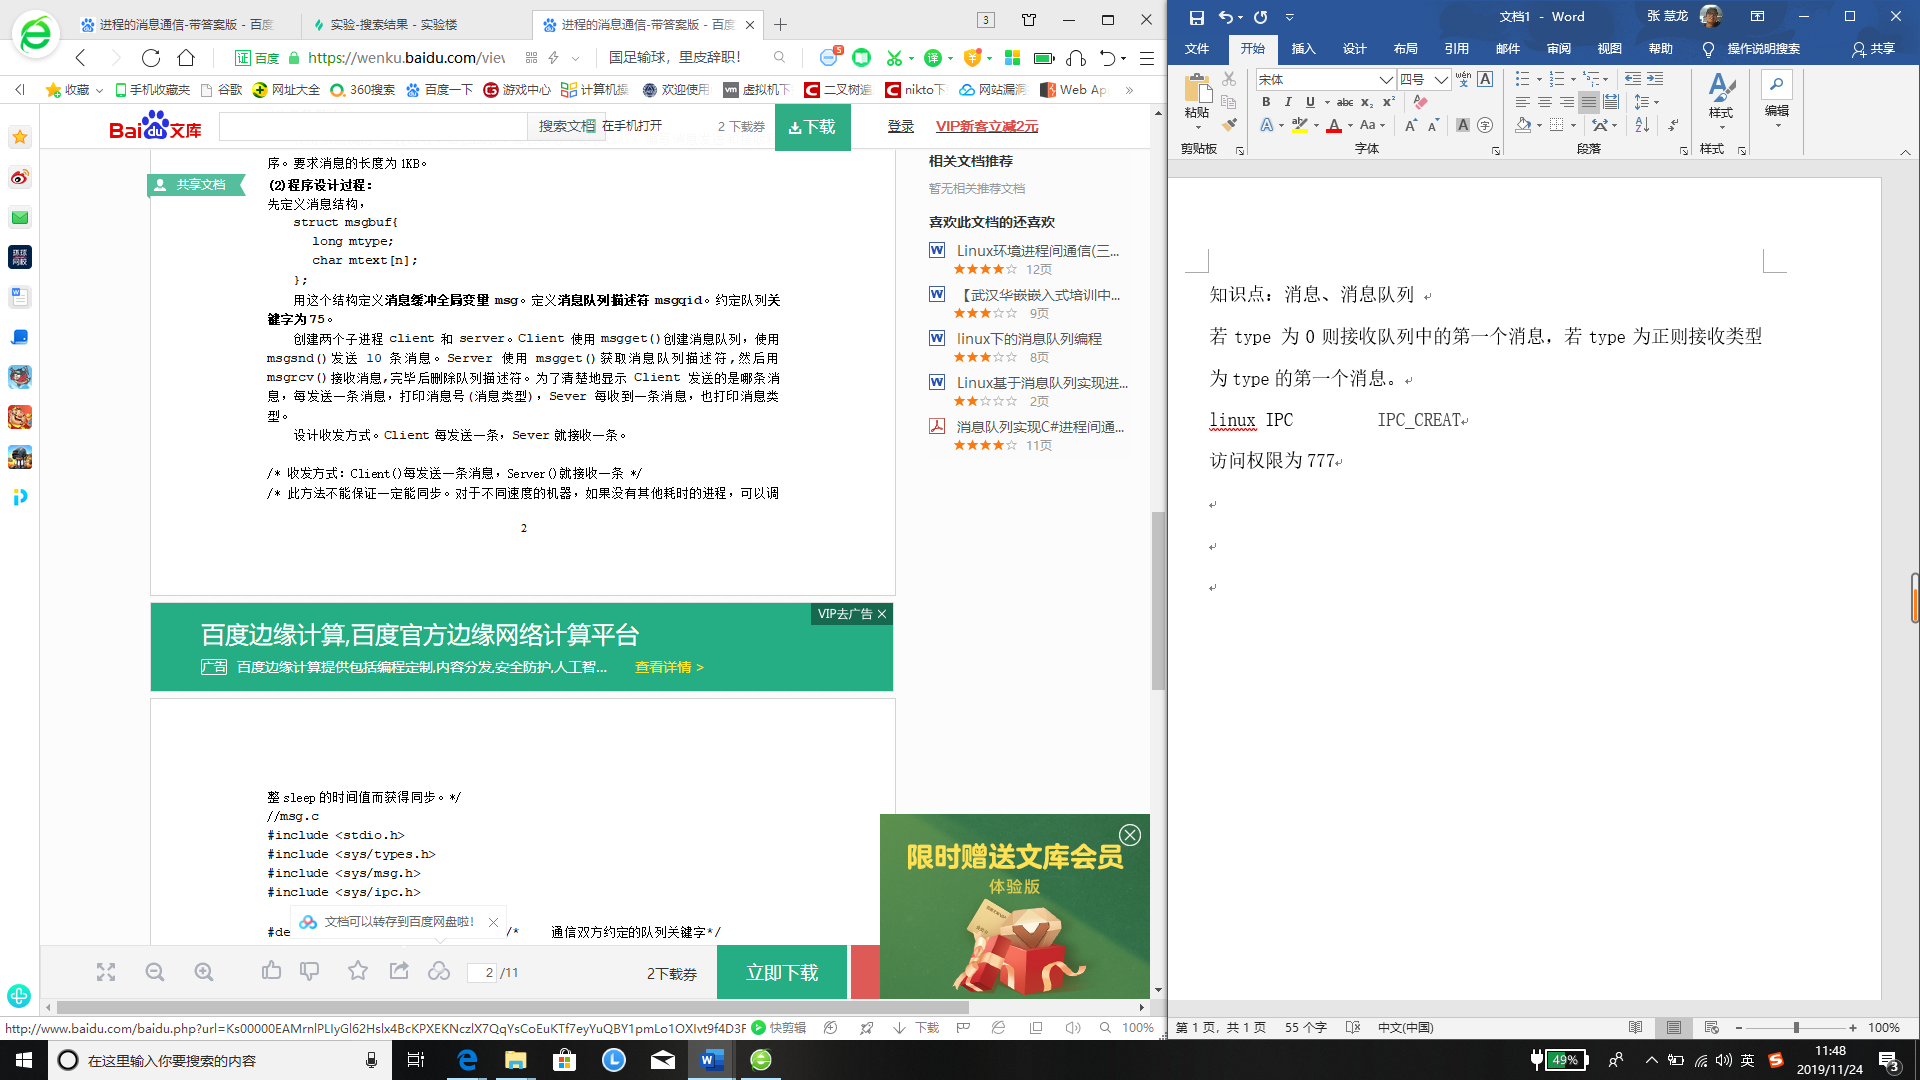 进程的消息通信-带答案版 - 百度
实验-搜索结果 - 实验楼
进程的消息通信-带答案版 - 百度
3
证 百度
https://wenku.baidu.com/viev
国足输球，里皮辞职！
5
译
收藏
手机收藏夹
谷歌
网址大全
360搜索
百度一下
游戏中心
计算机操
欢迎使用
虚拟机下
二叉树遍
nikto下
网站漏洞
Web Ap
Bai du 文库
搜索文档
在手机打开
2 下载券
下载
登录
VIP新客立减2元
共享文档
序。要求消息的长度为 1KB。
(2)程序设计过程：
先定义消息结构，
struct msgbuf{
long mtype;
char mtext[n];
};
用这个结构定义消息缓冲全局变量 msg。定义消息队列描述符 msgqid。约定队列关
键字为 75。
创建两个子进程 client 和 server。Client 使用 msgget()创建消息队列，使用
msgsnd()发送 10 条消息。Server 使用 msgget()获取消息队列描述符,然后用
msgrcv()接收消息,完毕后删除队列描述符。为了清楚地显示 Client 发送的是哪条消
息，每发送一条消息，打印消息号(消息类型)，Sever 每收到一条消息，也打印消息类
型。
设计收发方式。Client 每发送一条，Sever 就接收一条。
/* 收发方式：Client()每发送一条消息，Server()就接收一条 */
/* 此方法不能保证一定能同步。对于不同速度的机器，如果没有其他耗时的进程，可以调
2
相关文档推荐
暂无相关推荐文档
喜欢此文档的还喜欢
Linux环境进程间通信(三...
12页
【武汉华嵌嵌入式培训中...
9页
linux下的消息队列编程
8页
Linux基于消息队列实现进...
2页
消息队列实现C#进程间通...
11页
VIP去广告
百度边缘计算,百度官方边缘网络计算平台
广告 百度边缘计算提供包括编程定制,内容分发,安全防护,人工智... 查看详情 >
整 sleep 的时间值而获得同步。*/
//msg.c
#include <stdio.h>
#include <sys/types.h>
#include <sys/msg.h>
#include <sys/ipc.h>
文档可以转存到百度网盘啦！
#de
/* 通信双方约定的队列关键字*/
限时赠送文库会员
体验版
2 /11
2下载券
立即下载
http://www.baidu.com/baidu.php?url=Ks00000EAMrnlPLIyGl62Hslx4BcKPXEKNczlX7QqYsCoEuKTf7eyYuQBY1pmLo1OXIvt9f4D3F
快剪辑
下载
100%
文档1 - Word
张 慧龙
文件
开始
插入
设计
布局
引用
邮件
审阅
视图
帮助
操作说明搜索
共享
粘贴
宋体
四号
wén
A
B I U abc x₂ x²
A A Aa A A A 字
样式
编辑
剪贴板
字体
段落
样式
知识点：消息、消息队列
若 type 为 0 则接收队列中的第一个消息，若 type 为正则接收类型
为 type 的第一个消息。
linux IPC IPC_CREAT
访问权限为 777
第 1 页，共 1 页
55 个字
中文(中国)
100%
在这里输入你要搜索的内容
49%
英
11:48
2019/11/24
3